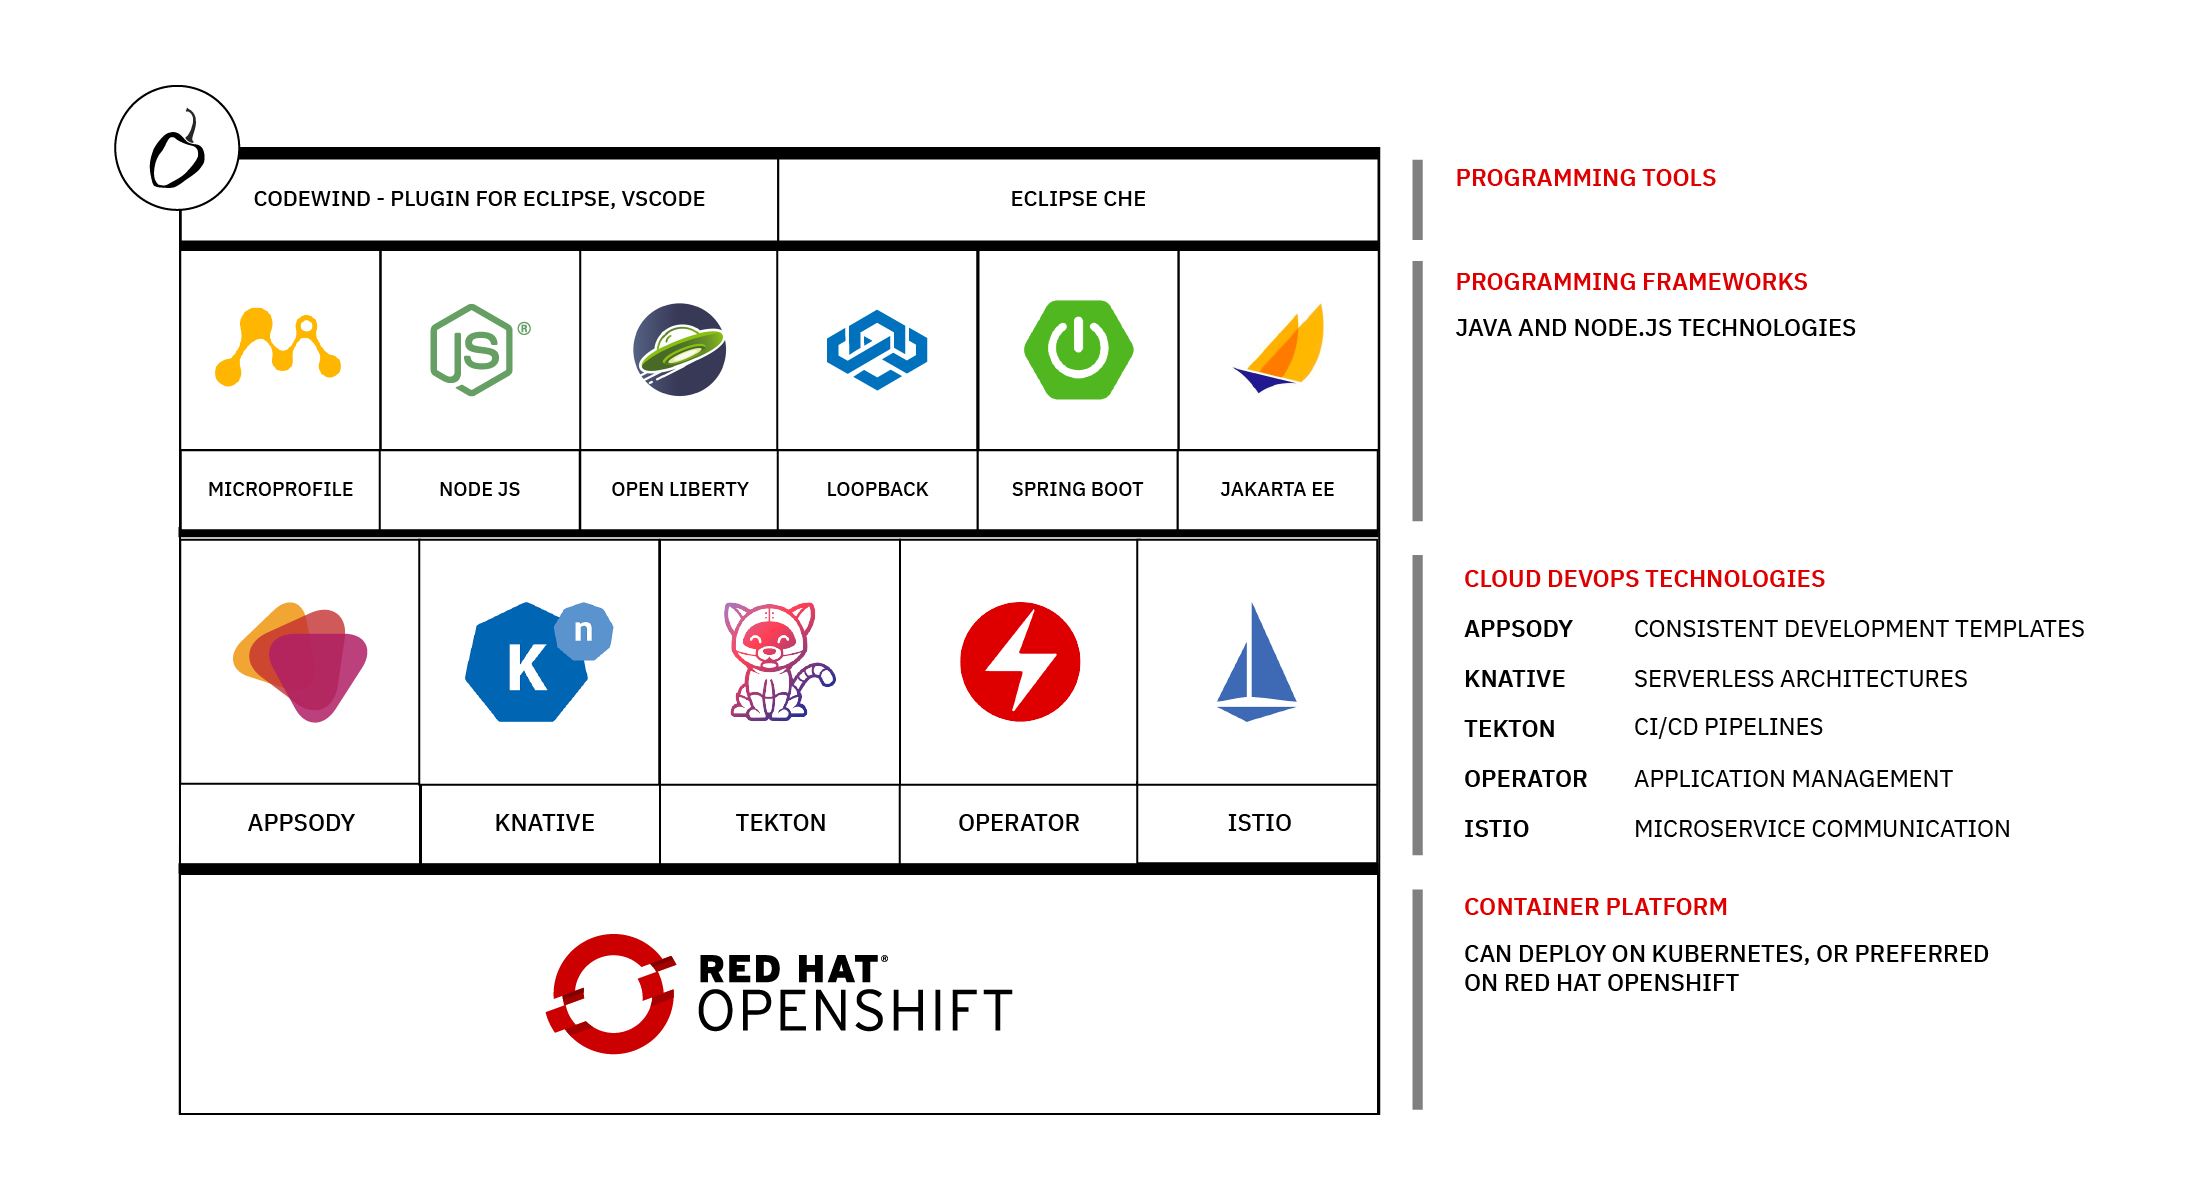 CODEWIND - PLUGIN FOR ECLIPSE, VSCODE
ECLIPSE CHE
PROGRAMMING TOOLS
JS®
PROGRAMMING FRAMEWORKS
JAVA AND NODE.JS TECHNOLOGIES
MICROPROFILE
NODE JS
OPEN LIBERTY
LOOPBACK
SPRING BOOT
JAKARTA EE
K n
APPSODY
KNATIVE
TEKTON
OPERATOR
ISTIO
CLOUD DEVOPS TECHNOLOGIES
APPSODY CONSISTENT DEVELOPMENT TEMPLATES
KNATIVE SERVERLESS ARCHITECTURES
TEKTON CI/CD PIPELINES
OPERATOR APPLICATION MANAGEMENT
ISTIO MICROSERVICE COMMUNICATION
RED HAT®
OPENSHIFT
CONTAINER PLATFORM
CAN DEPLOY ON KUBERNETES, OR PREFERRED
ON RED HAT OPENSHIFT